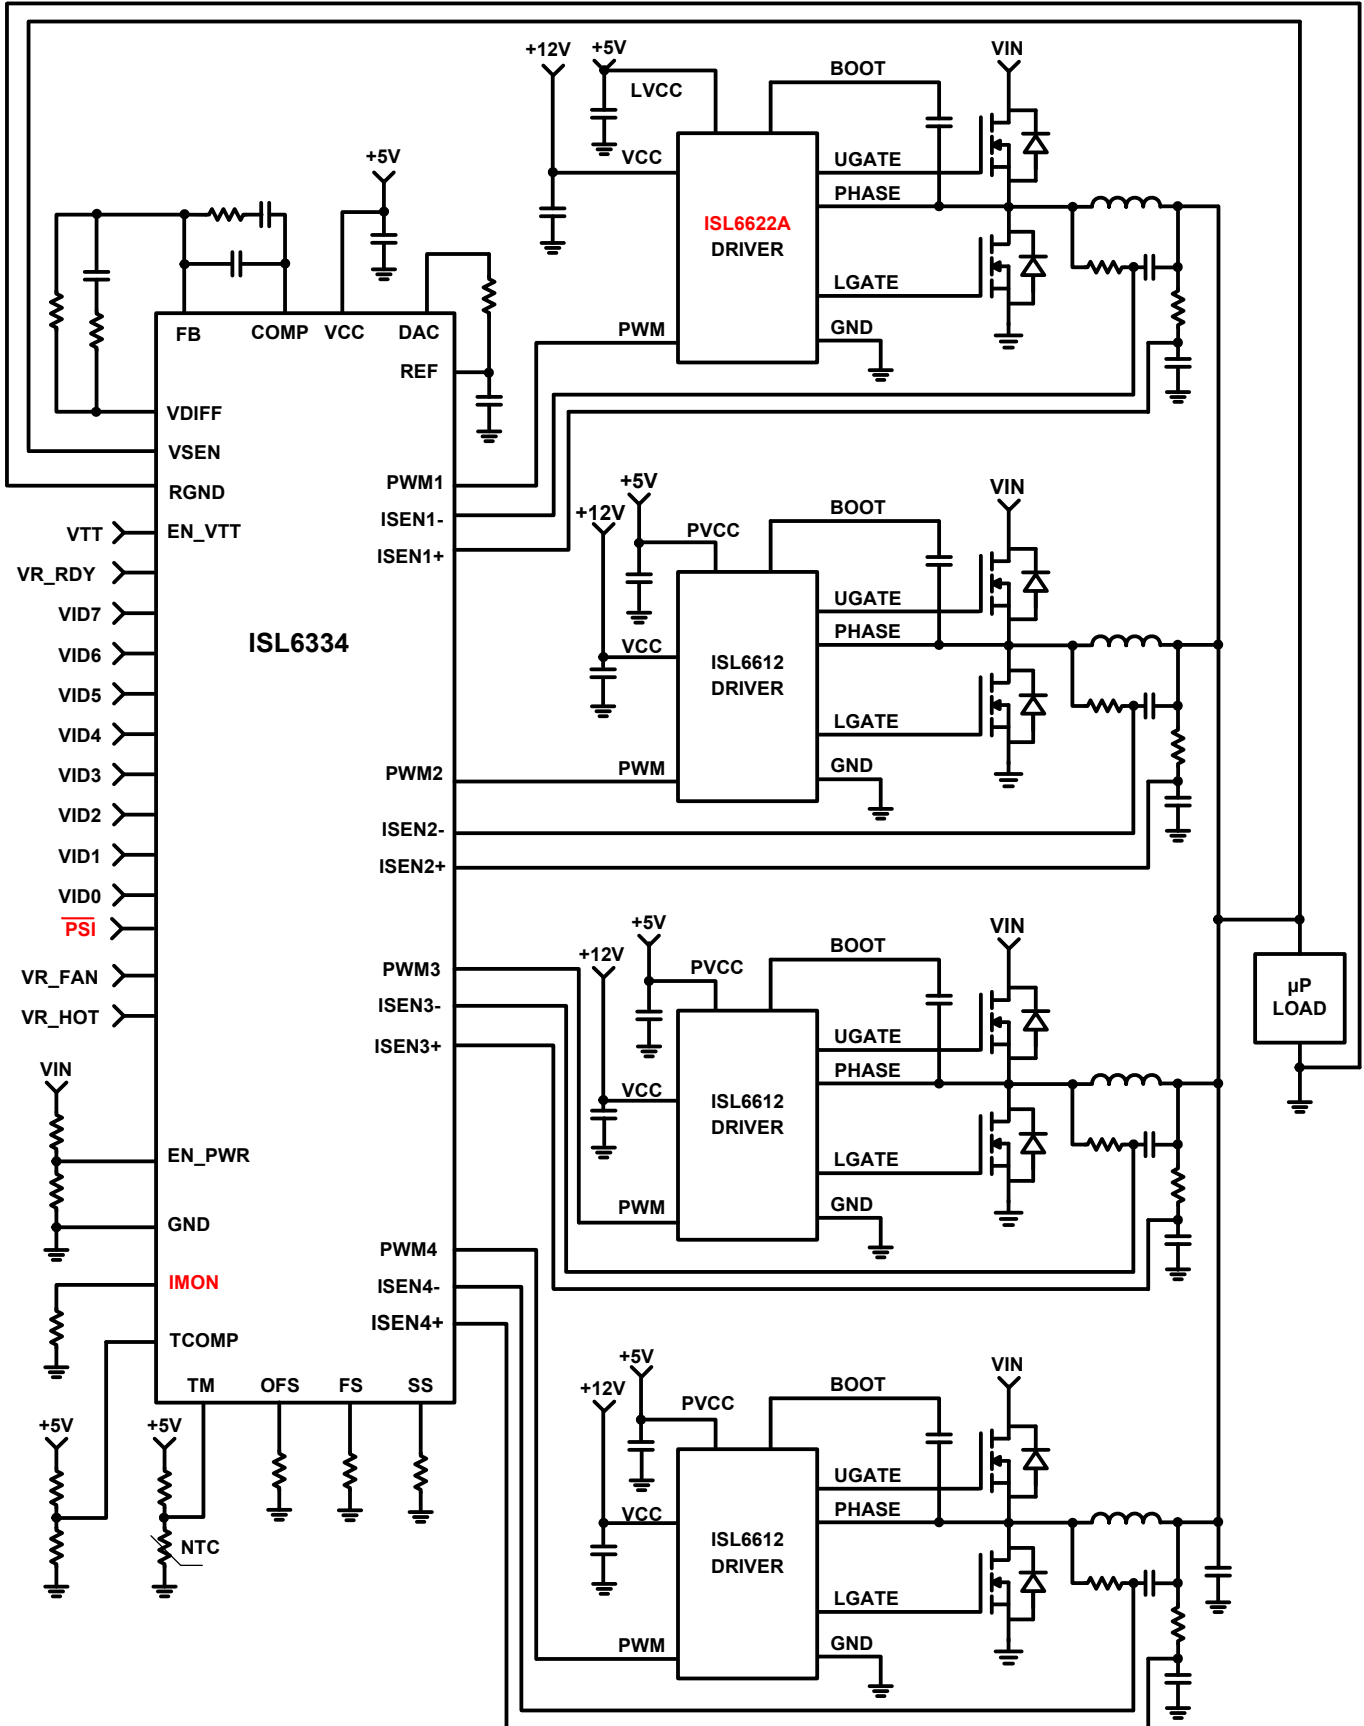 +12V
+5V
LVCC
BOOT
VIN
VCC
UGATE
PHASE
ISL6622A
DRIVER
LGATE
GND
PWM
+5V
FB
COMP
VCC
DAC
REF
VDIFF
VSEN
RGND
EN_VTT
VTT
VR_RDY
VID7
VID6
VID5
VID4
VID3
VID2
VID1
VID0
PSI
VR_FAN
VR_HOT
VIN
EN_PWR
GND
IMON
TCOMP
TM
OFS
FS
SS
ISL6334
PWM1
ISEN1-
ISEN1+
PWM2
ISEN2-
ISEN2+
PWM3
ISEN3-
ISEN3+
PWM4
ISEN4-
ISEN4+
+5V
+5V
NTC
+5V
+12V
PVCC
BOOT
VIN
VCC
UGATE
PHASE
ISL6612
DRIVER
LGATE
GND
PWM
+5V
+12V
PVCC
BOOT
VIN
VCC
UGATE
PHASE
ISL6612
DRIVER
LGATE
GND
PWM
µP
LOAD
+5V
+12V
PVCC
BOOT
VIN
VCC
UGATE
PHASE
ISL6612
DRIVER
LGATE
GND
PWM